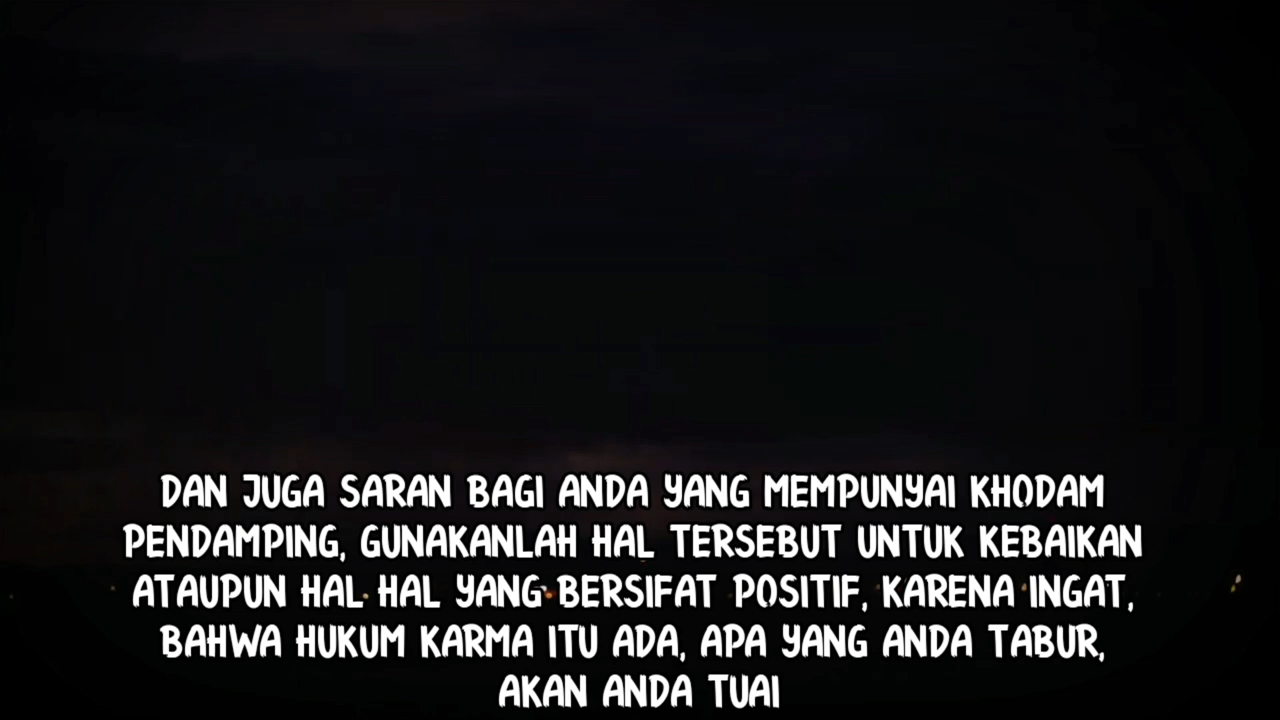 DAN JUGA SARAN BAGI ANDA YANG MEMPUNYAI KHODAM
PENDAMPING, GUNAKANLAH HAL TERSEBUT UNTUK KEBAIKAN
ATAUPUN HAL HAL YANG BERSIFAT POSITIF, KARENA INGAT,
BAHWA HUKUM KARMA ITU ADA, APA YANG ANDA TABUR,
AKAN ANDA TUAI